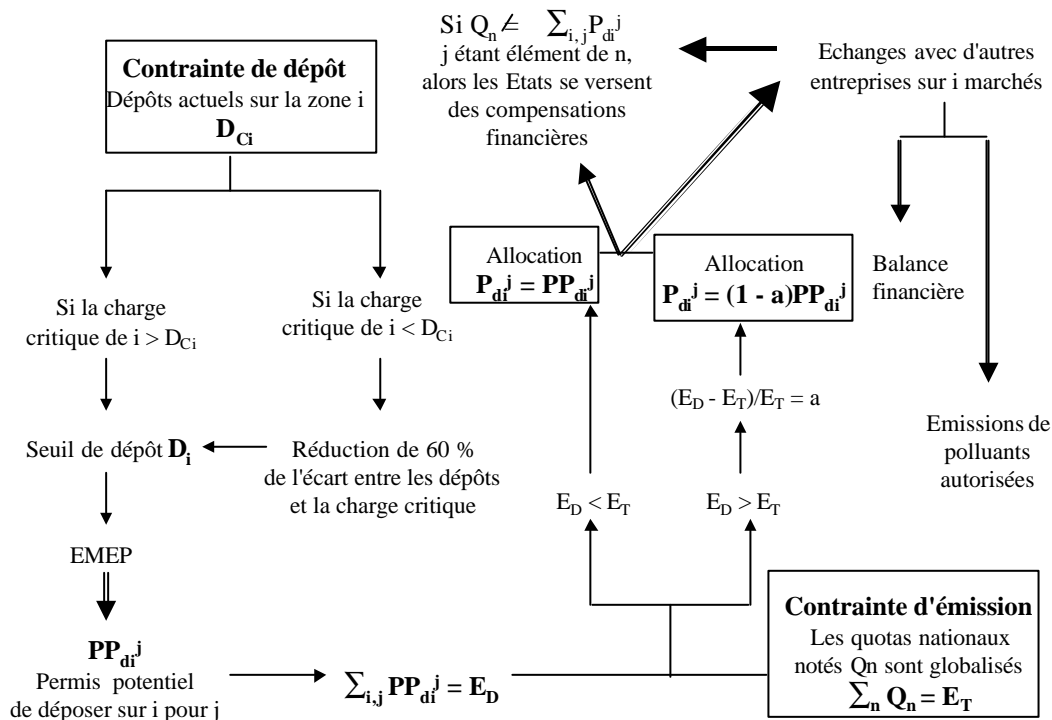 Contrainte de dépôt
Dépôts actuels sur la zone i
D_Ci
Si Q_n ≠ ∑_i,j P_di^j
j étant élément de n,
alors les Etats se versent
des compensations
financières
Echanges avec d'autres
entreprises sur i marchés
Si la charge
critique de i > D_Ci
Si la charge
critique de i < D_Ci
Allocation
P_di^j = PP_di^j
Allocation
P_di^j = (1 - a)PP_di^j
Balance
financière
(E_D - E_T)/E_T = a
Emissions de
polluants
autorisées
Seuil de dépôt D_i
Réduction de 60 %
de l'écart entre les dépôts
et la charge critique
E_D < E_T
E_D > E_T
EMEP
PP_di^j
Permis potentiel
de déposer sur i pour j
∑_i,j PP_di^j = E_D
Contrainte d'émission
Les quotas nationaux
notés Qn sont globalisés
∑_n Q_n = E_T